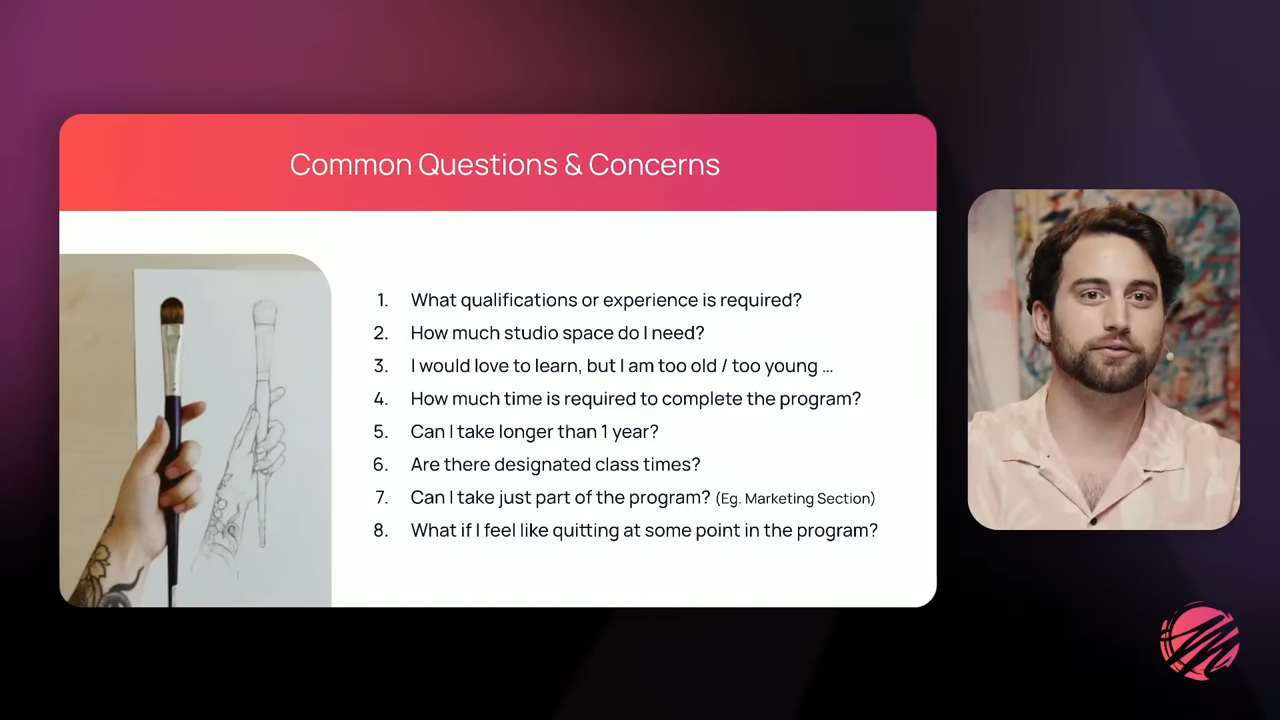 Common Questions & Concerns
1. What qualifications or experience is required?
2. How much studio space do I need?
3. I would love to learn, but I am too old / too young ...
4. How much time is required to complete the program?
5. Can I take longer than 1 year?
6. Are there designated class times?
7. Can I take just part of the program? (Eg. Marketing Section)
8. What if I feel like quitting at some point in the program?